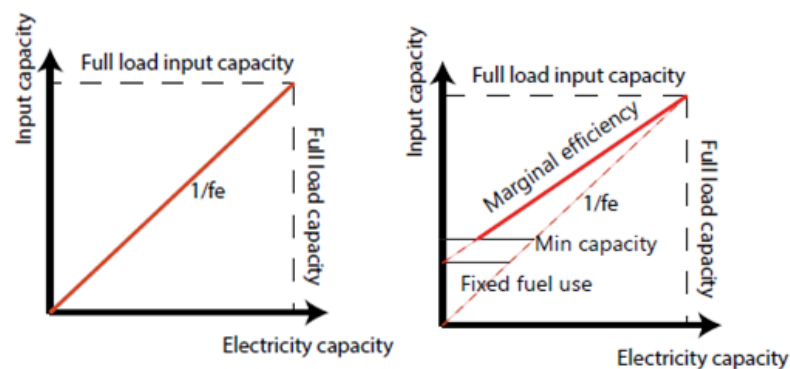 Input capacity
Full load input capacity
1/fe
Full load capacity
Electricity capacity
Input capacity
Full load input capacity
Marginal efficiency
1/fe
Full load capacity
Min capacity
Fixed fuel use
Electricity capacity